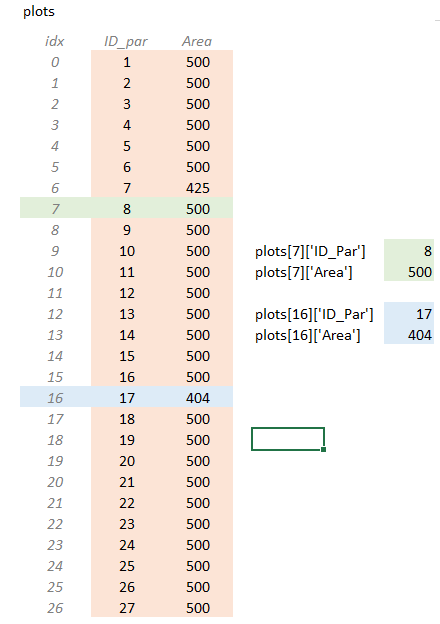 plots
idx ID_par Area
0 1 500
1 2 500
2 3 500
3 4 500
4 5 500
5 6 500
6 7 425
7 8 500
8 9 500
9 10 500 plots[7]['ID_Par'] 8
10 11 500 plots[7]['Area'] 500
11 12 500
12 13 500 plots[16]['ID_Par'] 17
13 14 500 plots[16]['Area'] 404
14 15 500
15 16 500
16 17 404
17 18 500
18 19 500
19 20 500
20 21 500
21 22 500
22 23 500
23 24 500
24 25 500
25 26 500
26 27 500